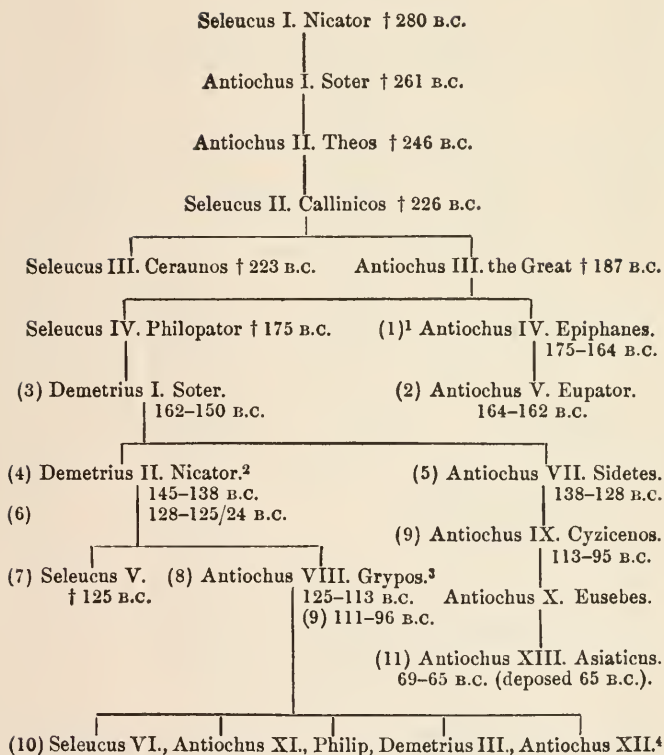 Seleucus I. Nicator † 280 B.C.
Antiochus I. Soter † 261 B.C.
Antiochus II. Theos † 246 B.C.
Seleucus II. Callinicos † 226 B.C.
Seleucus III. Ceraunos † 223 B.C. Antiochus III. the Great † 187 B.C.
Seleucus IV. Philopator † 175 B.C. (1)¹ Antiochus IV. Epiphanes.
175–164 B.C.
(3) Demetrius I. Soter. (2) Antiochus V. Eupator.
162–150 B.C. 164–162 B.C.
(4) Demetrius II. Nicator.² (5) Antiochus VII. Sidetes.
145–138 B.C. 138–128 B.C.
(6) 128–125/24 B.C.
(9) Antiochus IX. Cyzicenos.
113–95 B.C.
(7) Seleucus V. (8) Antiochus VIII. Grypos.³
† 125 B.C. 125–113 B.C. Antiochus X. Eusebes.
(9) 111–96 B.C.
(11) Antiochus XIII. Asiaticus.
69–65 B.C. (deposed 65 B.C.).
(10) Seleucus VI., Antiochus XI., Philip, Demetrius III., Antiochus XII.⁴